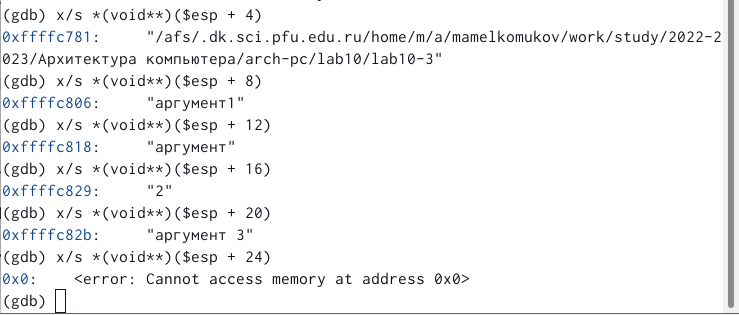 (gdb) x/s *(void**)($esp + 4)
0xffffc781:     "/afs/.dk.sci.pfu.edu.ru/home/m/a/mamelkomukov/work/study/2022-2
023/Архитектура компьютера/arch-pc/lab10/lab10-3"
(gdb) x/s *(void**)($esp + 8)
0xffffc806:     "аргумент1"
(gdb) x/s *(void**)($esp + 12)
0xffffc818:     "аргумент"
(gdb) x/s *(void**)($esp + 16)
0xffffc829:     "2"
(gdb) x/s *(void**)($esp + 20)
0xffffc82b:     "аргумент 3"
(gdb) x/s *(void**)($esp + 24)
0x0:    <error: Cannot access memory at address 0x0>
(gdb)